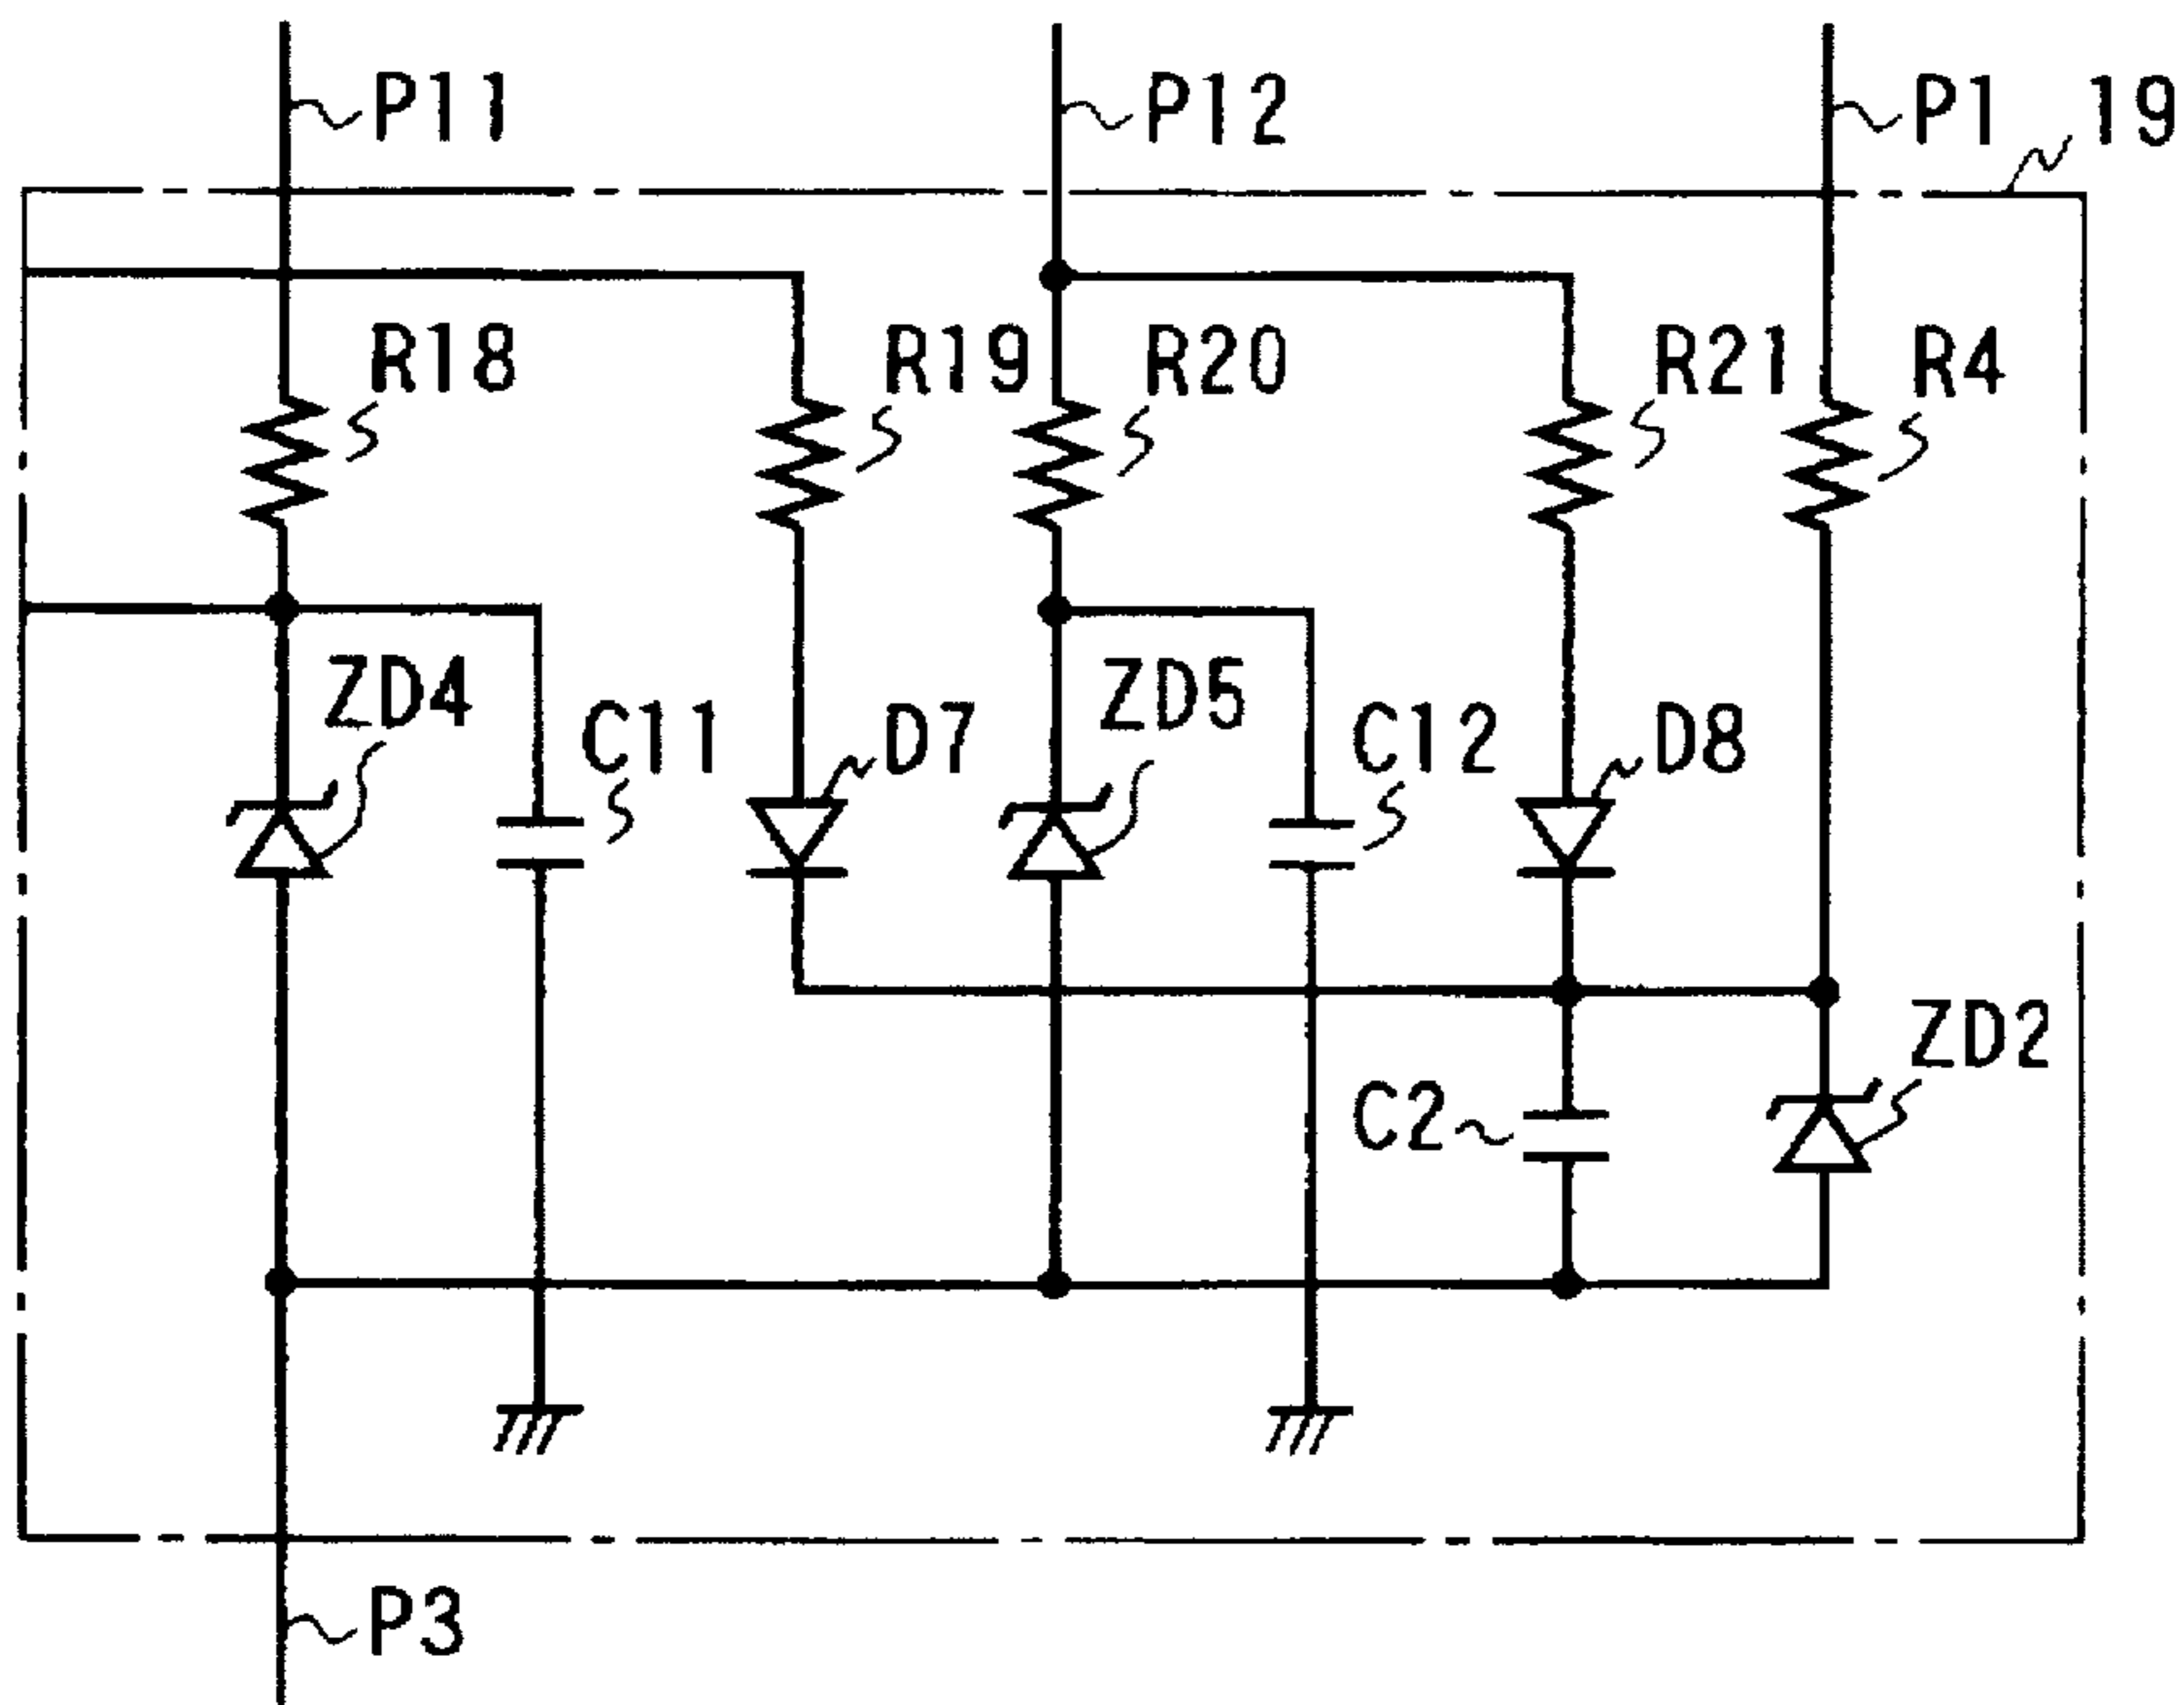 P11 P12 P1 19
R18 R19 R20 R21 R4
ZD4 C11 D7 ZD5 C12 D8
C2 ZD2
P3